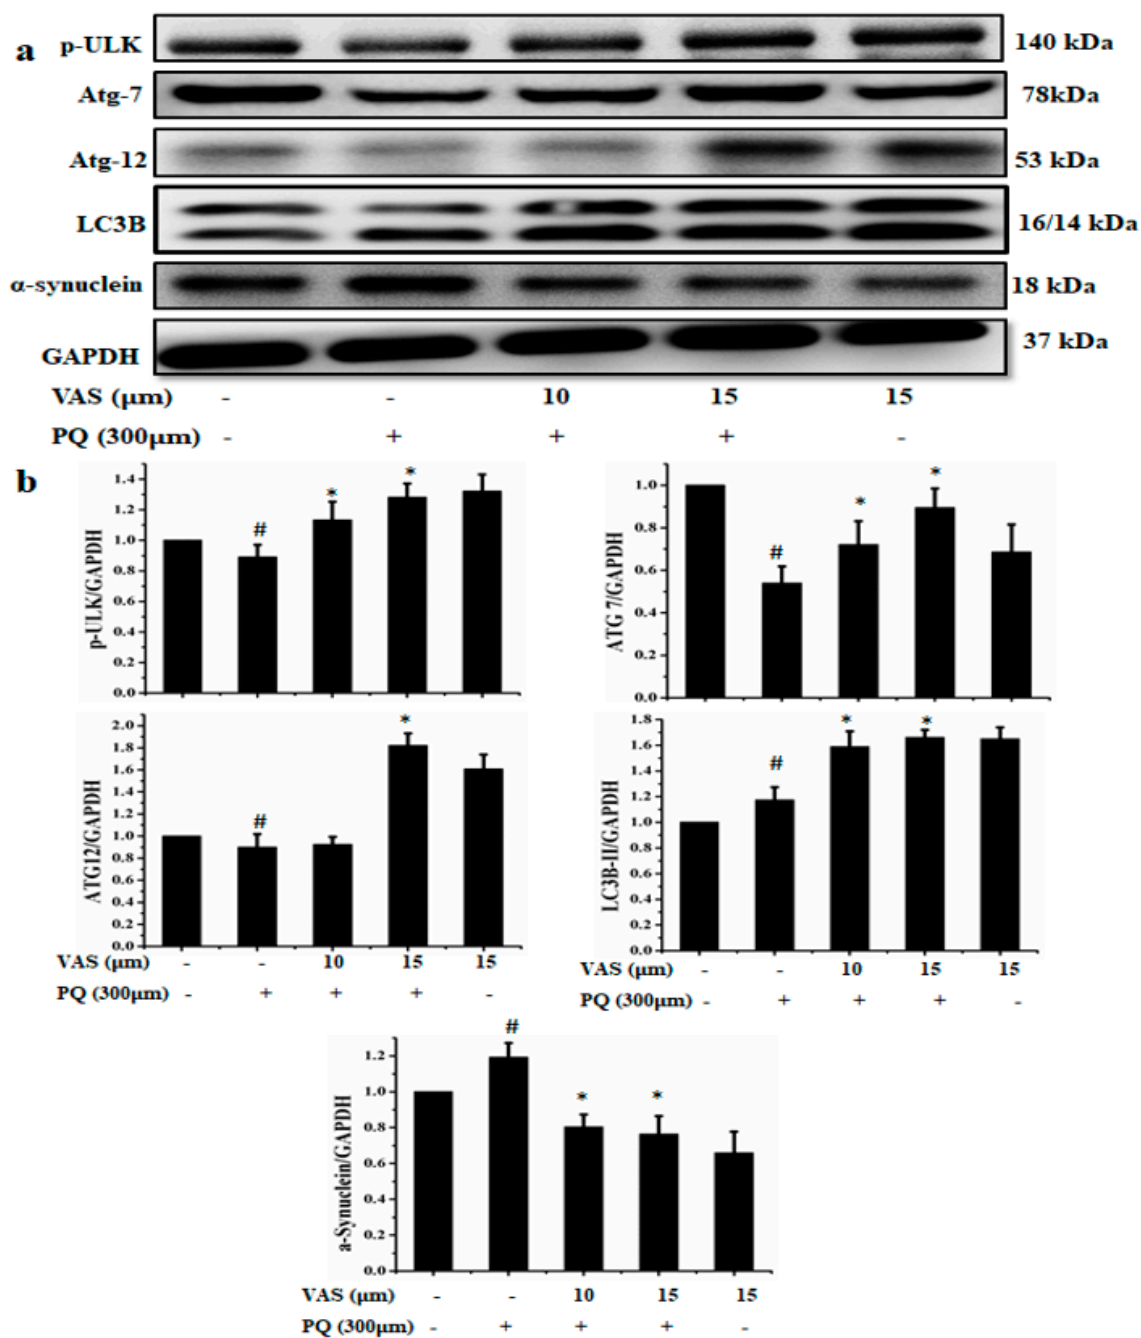 a
p-ULK 140 kDa
Atg-7 78kDa
Atg-12 53 kDa
LC3B 16/14 kDa
α-synuclein 18 kDa
GAPDH 37 kDa
VAS (μm) - - 10 15 15
PQ (300μm) - + + + -
b
p-ULK/GAPDH
1.4
1.2
1.0
0.8
0.6
0.4
0.2
0.0
# * *
ATG 7/GAPDH
1.0
0.8
0.6
0.4
0.2
0.0
# * *
ATG12/GAPDH
2.0
1.8
1.6
1.4
1.2
1.0
0.8
0.6
0.4
0.2
0.0
# *
VAS (μm) - - 10 15 15
PQ (300μm) - + + + -
LC3B-II/GAPDH
1.8
1.6
1.4
1.2
1.0
0.8
0.6
0.4
0.2
0.0
# * *
VAS (μm) - - 10 15 15
PQ (300μm) - + + + -
a-Synuclein/GAPDH
1.2
1.0
0.8
0.6
0.4
0.2
0.0
# * *
VAS (μm) - - 10 15 15
PQ (300μm) - + + + -